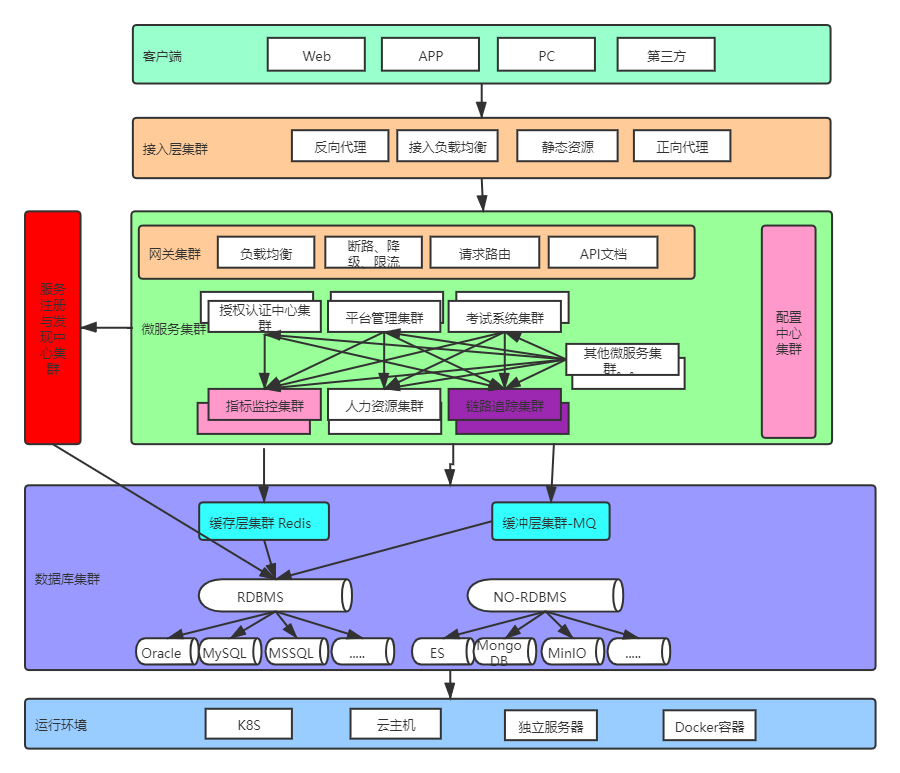 客户端
Web
APP
PC
第三方
接入层集群
反向代理
接入负载均衡
静态资源
正向代理
服务
注册
与发
现中
心集
群
网关集群
负载均衡
断路、降
级、限流
请求路由
API文档
配置
中心
集群
微服务集群
授权认证中心集
群
平台管理集群
考试系统集群
其他微服务集
群。。
指标监控集群
人力资源集群
链路追踪集群
数据库集群
缓存层集群 Redis
缓冲层集群-MQ
RDBMS
NO-RDBMS
Oracle
MySQL
MSSQL
.....
ES
Mongo
DB
MinIO
.....
运行环境
K8S
云主机
独立服务器
Docker容器